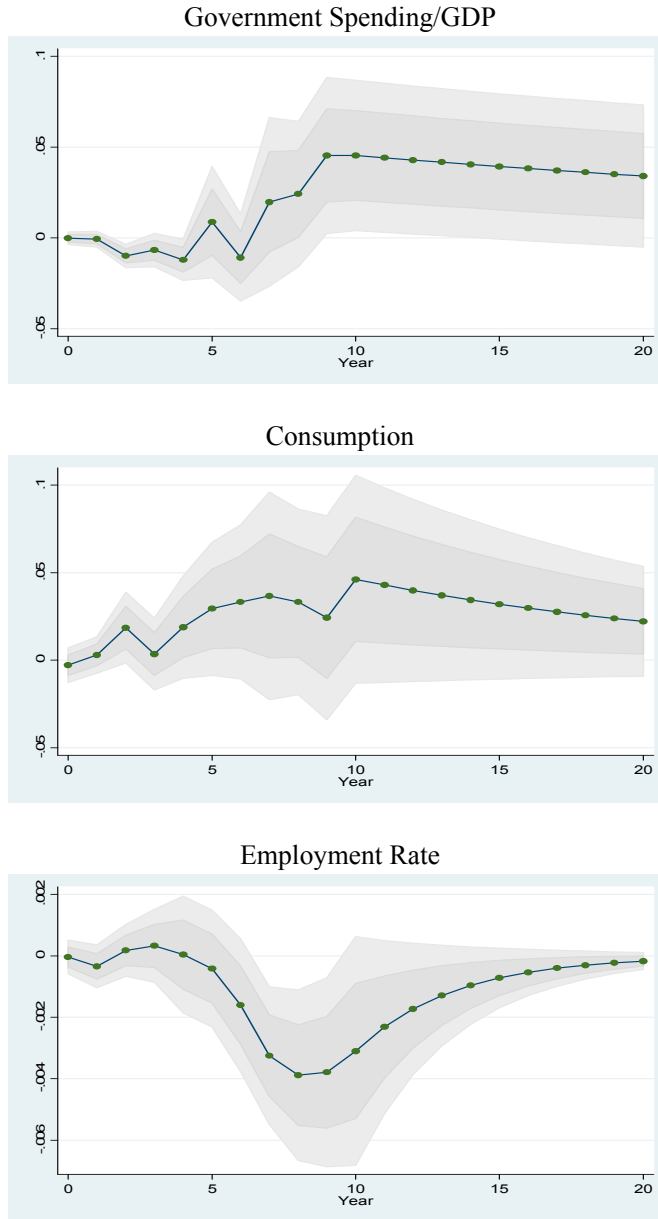 Government Spending/GDP
.1
.05
0
-.05
0 5 10 15 20
Year
Consumption
.1
.05
0
-.05
0 5 10 15 20
Year
Employment Rate
.002
0
-.002
-.004
-.006
0 5 10 15 20
Year